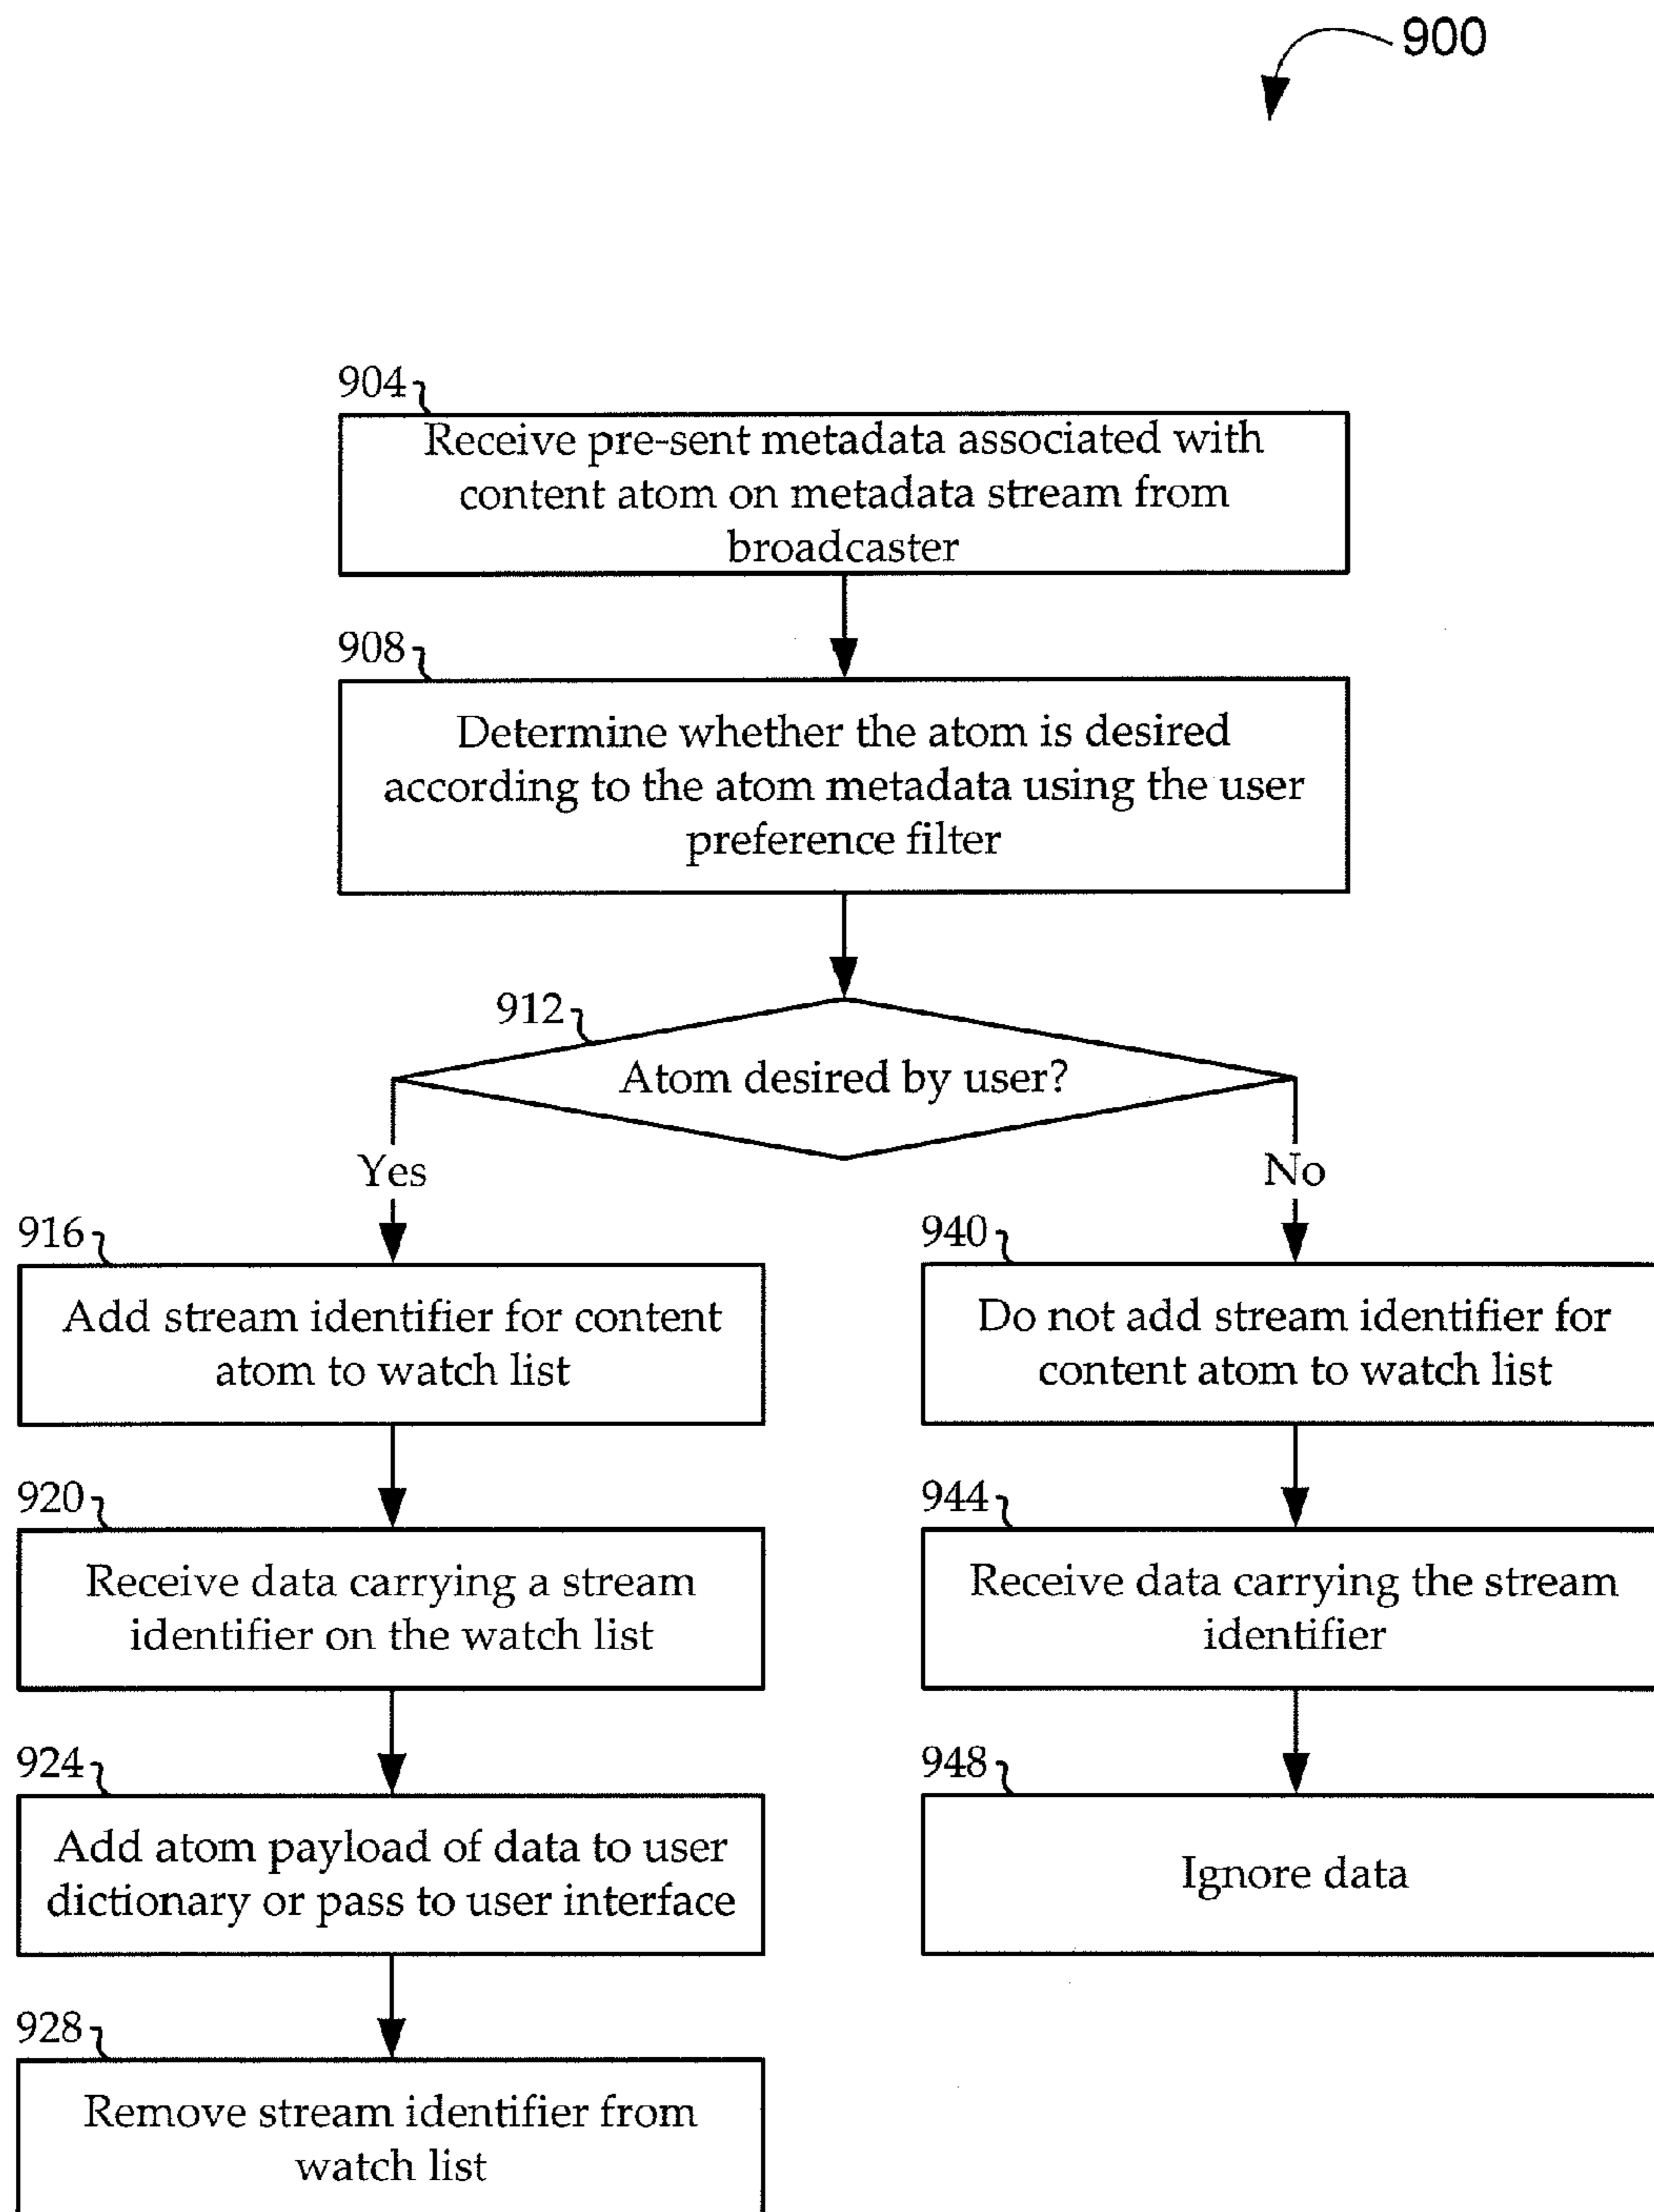 900
904
Receive pre-sent metadata associated with
content atom on metadata stream from
broadcaster
908
Determine whether the atom is desired
according to the atom metadata using the user
preference filter
912
Atom desired by user?
Yes
No
916
Add stream identifier for content
atom to watch list
940
Do not add stream identifier for
content atom to watch list
920
Receive data carrying a stream
identifier on the watch list
944
Receive data carrying the stream
identifier
924
Add atom payload of data to user
dictionary or pass to user interface
948
Ignore data
928
Remove stream identifier from
watch list